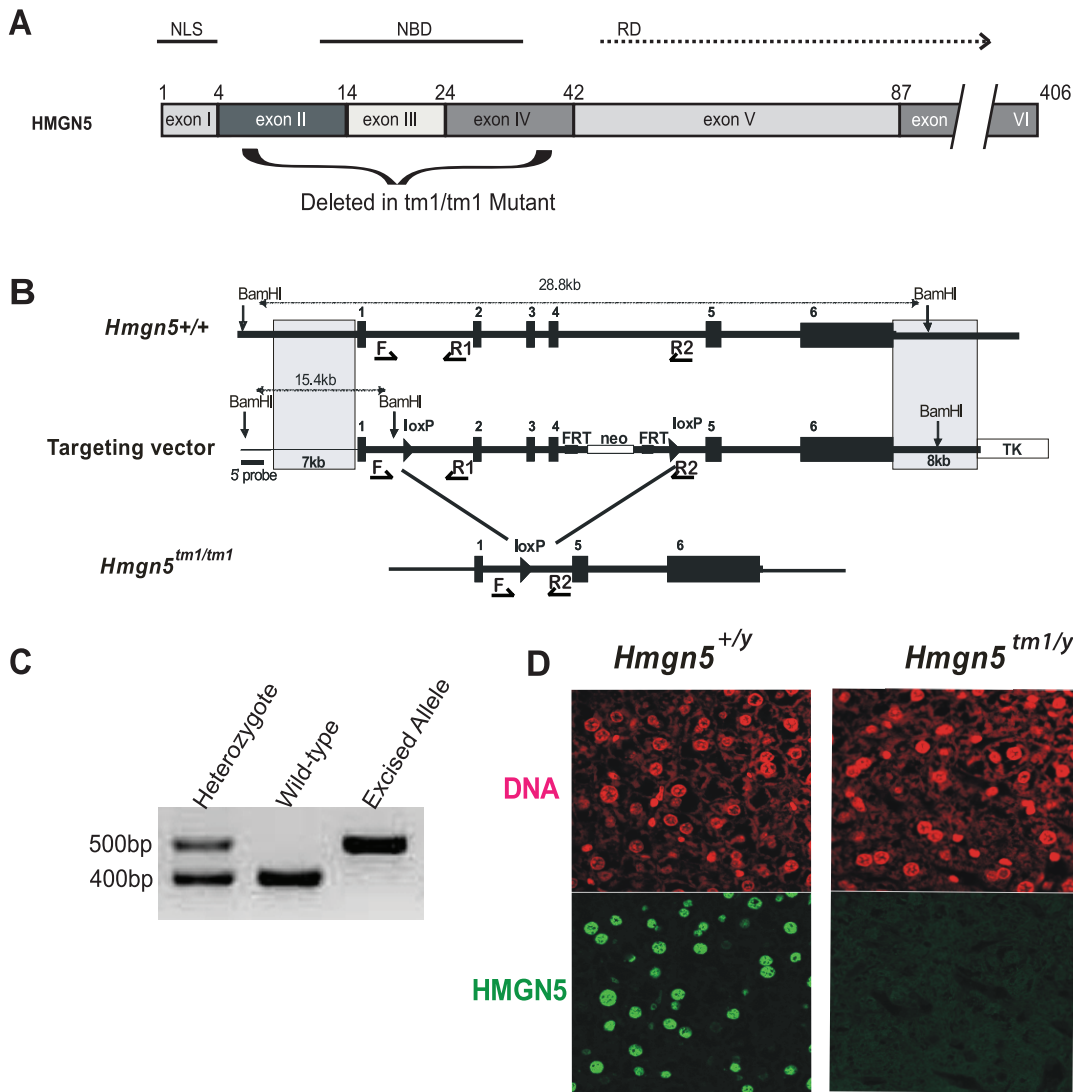 A
NLS NBD RD
1 4 14 24 42 87 406
HMGN5 exon I exon II exon III exon IV exon V exon VI
Deleted in tm1/tm1 Mutant
B
28.8kb
BamHI BamHI
Hmgn5+/+ 1 2 3 4 5 6
F R1 R2
15.4kb
BamHI BamHI loxP loxP BamHI
Targeting vector 1 2 3 4 FRT neo FRT 5 6 TK
5' probe 7kb F R1 R2 8kb
Hmgn5tm1/tm1 1 loxP 5 6
F R2
C
Heterozygote Wild-type Excised Allele
500bp
400bp
D
Hmgn5+/y Hmgn5tm1/y
DNA
HMGN5